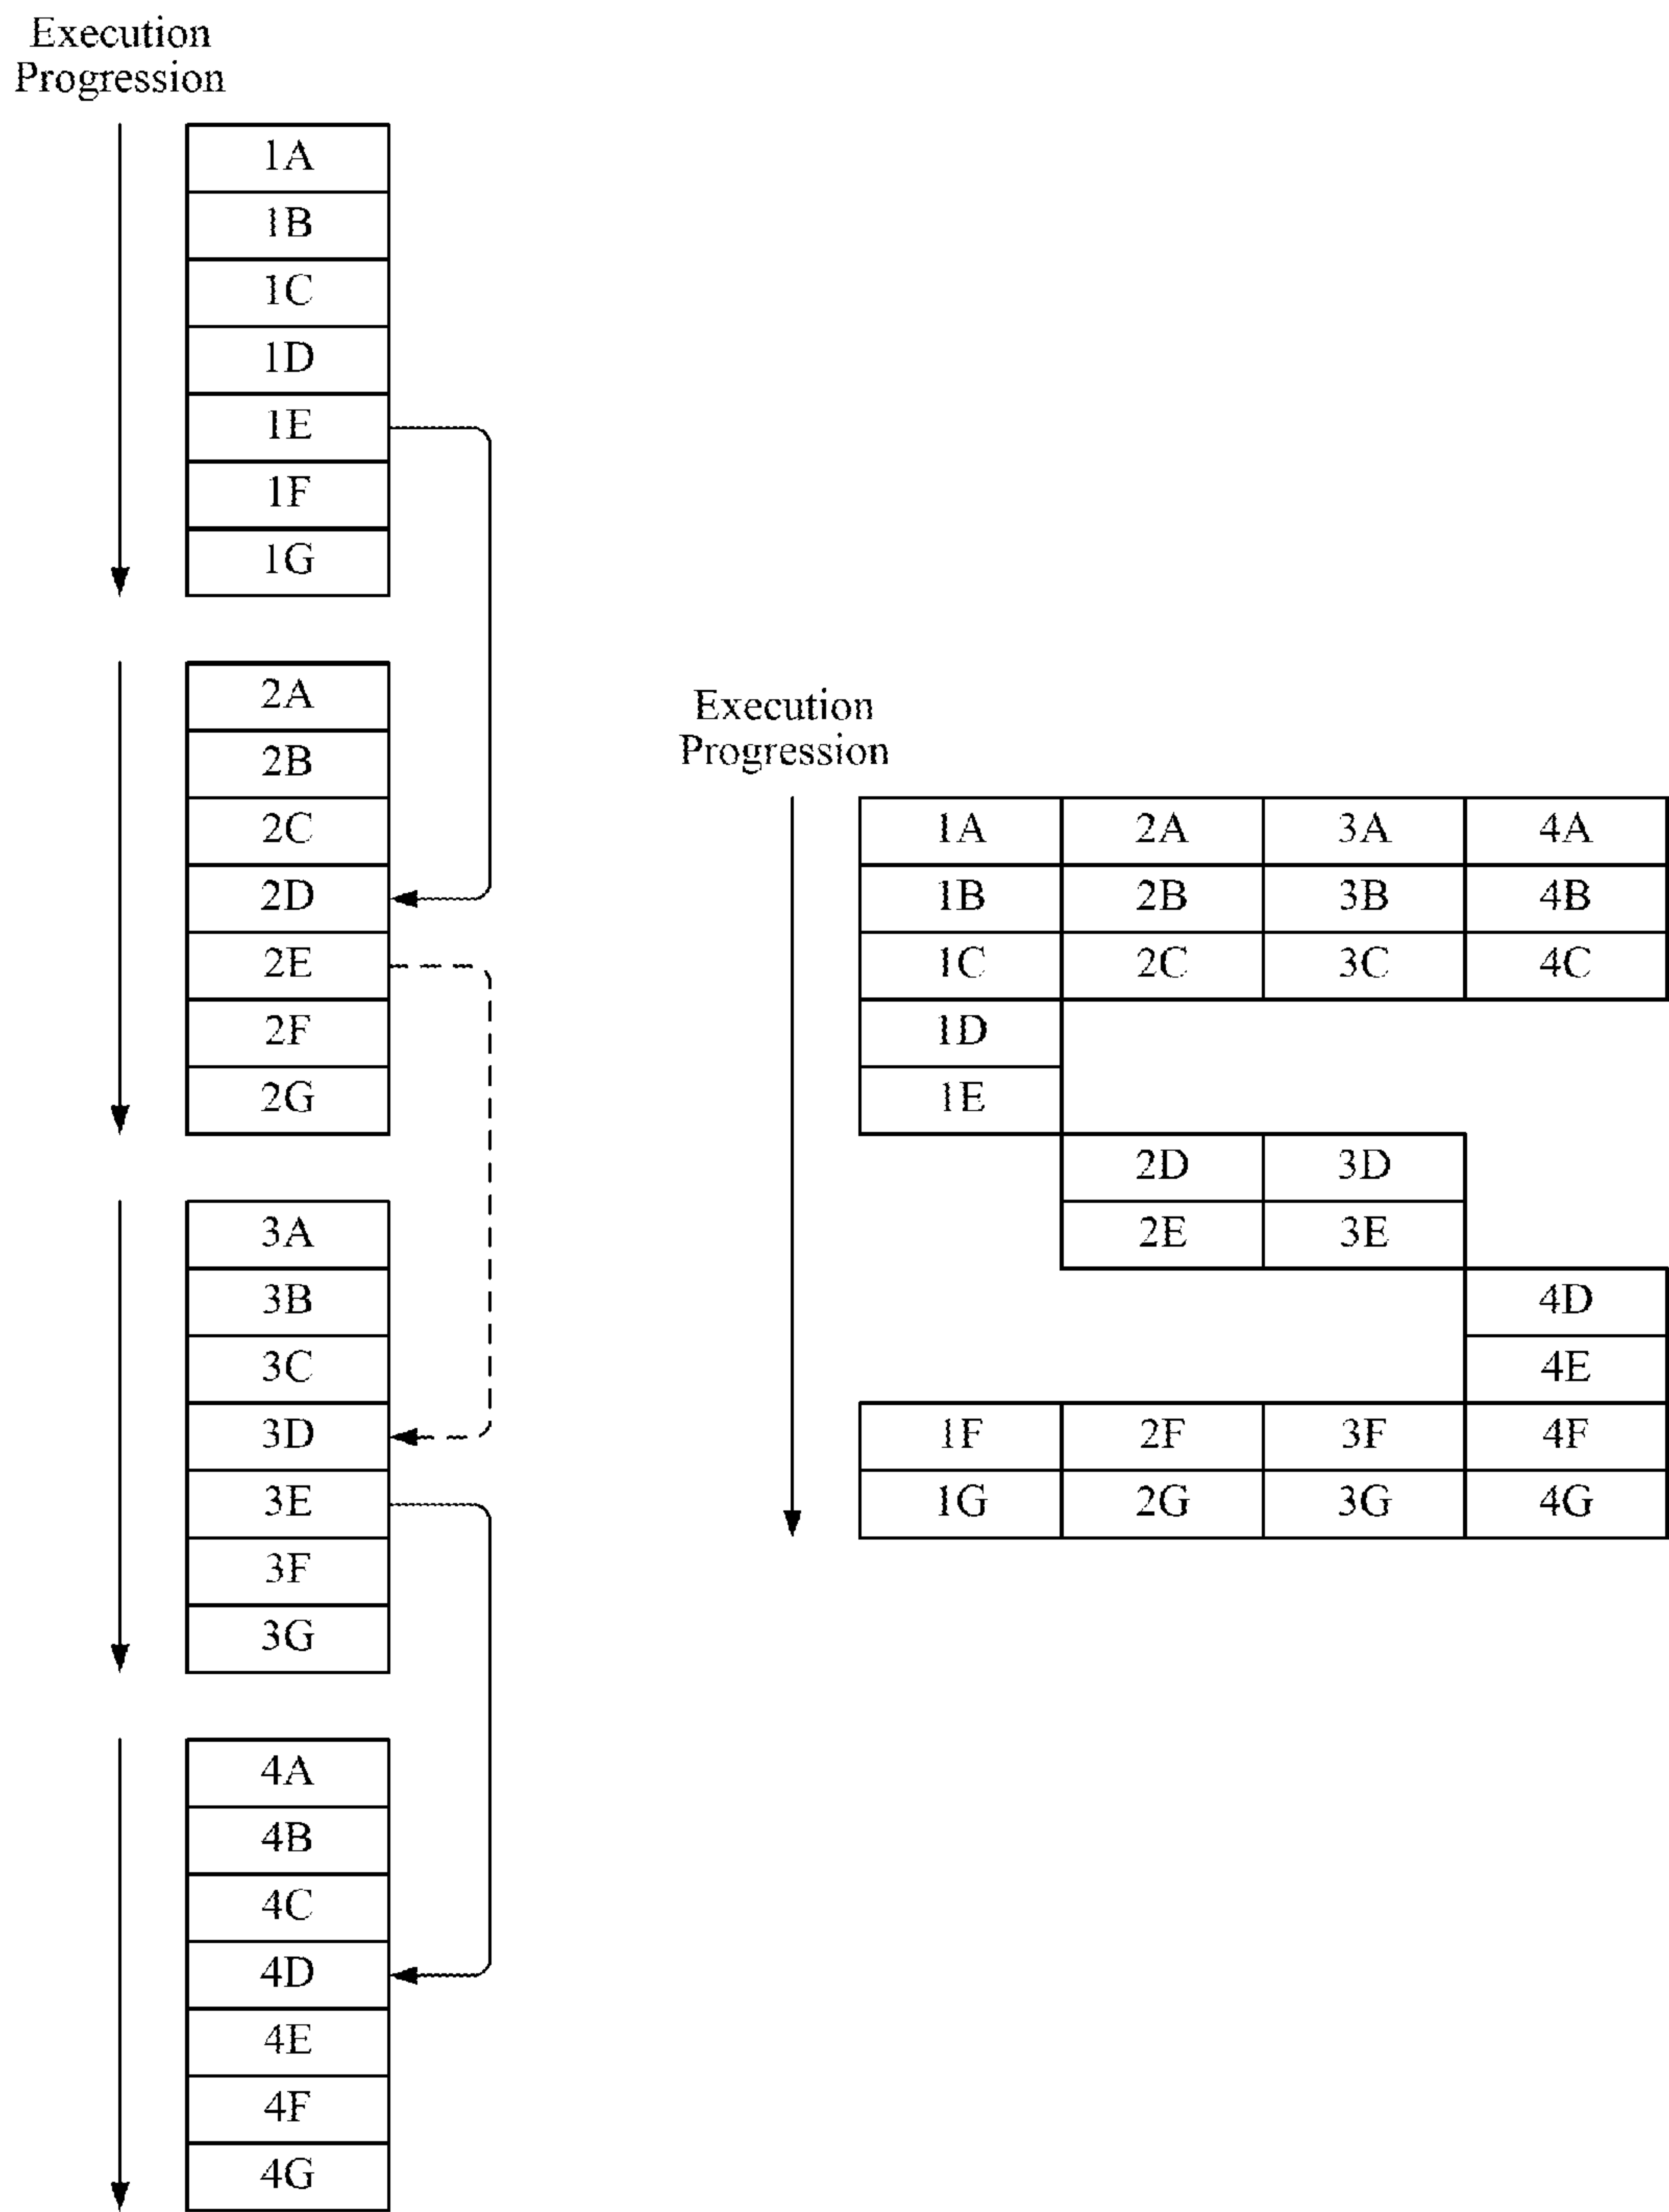 Execution
Progression
1A
1B
1C
1D
1E
1F
1G
2A
2B
2C
2D
2E
2F
2G
3A
3B
3C
3D
3E
3F
3G
4A
4B
4C
4D
4E
4F
4G
Execution
Progression
1A 2A 3A 4A
1B 2B 3B 4B
1C 2C 3C 4C
1D
1E
2D 3D
2E 3E
4D
4E
1F 2F 3F 4F
1G 2G 3G 4G